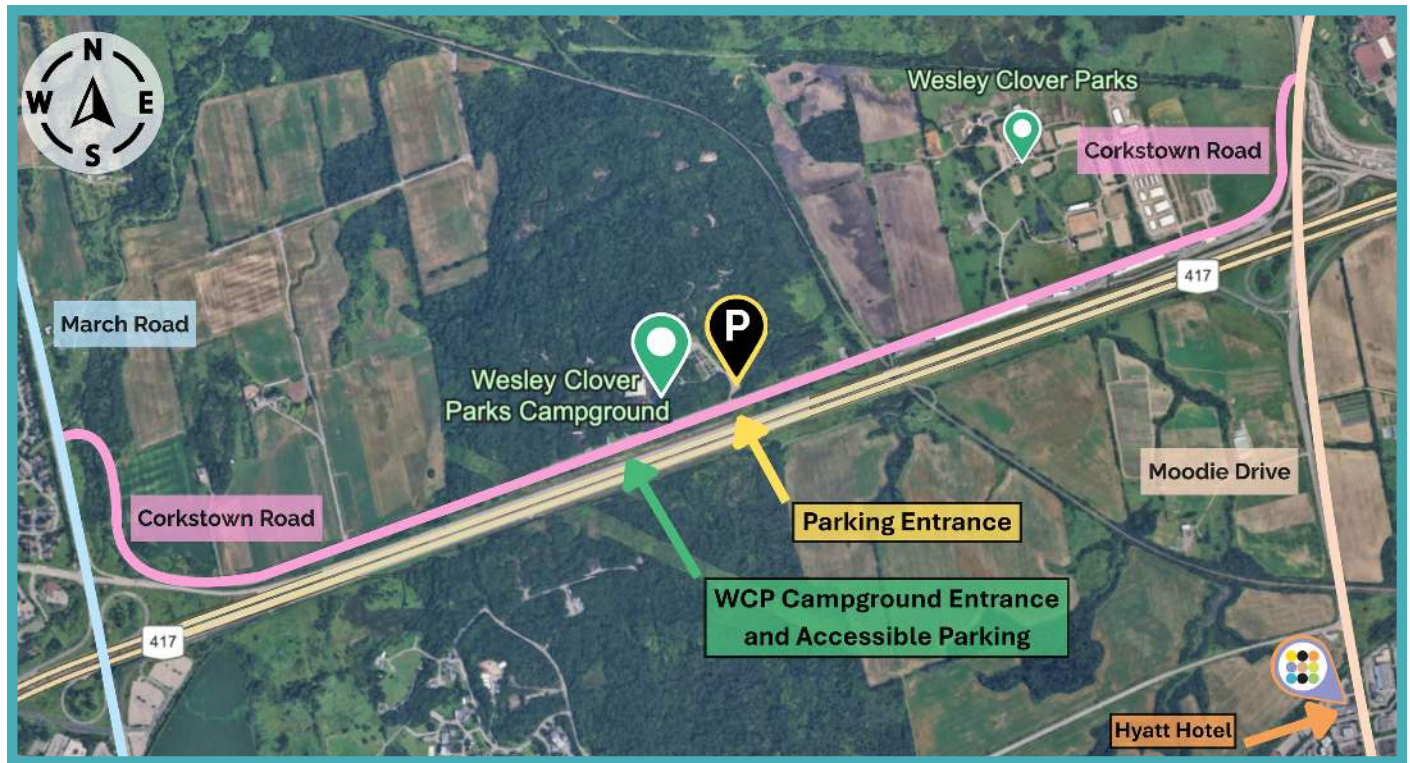 N
W E
S
Wesley Clover Parks
Corkstown Road
417
March Road
P
Wesley Clover
Parks Campground
Moodie Drive
Corkstown Road
Parking Entrance
WCP Campground Entrance
and Accessible Parking
417
Hyatt Hotel